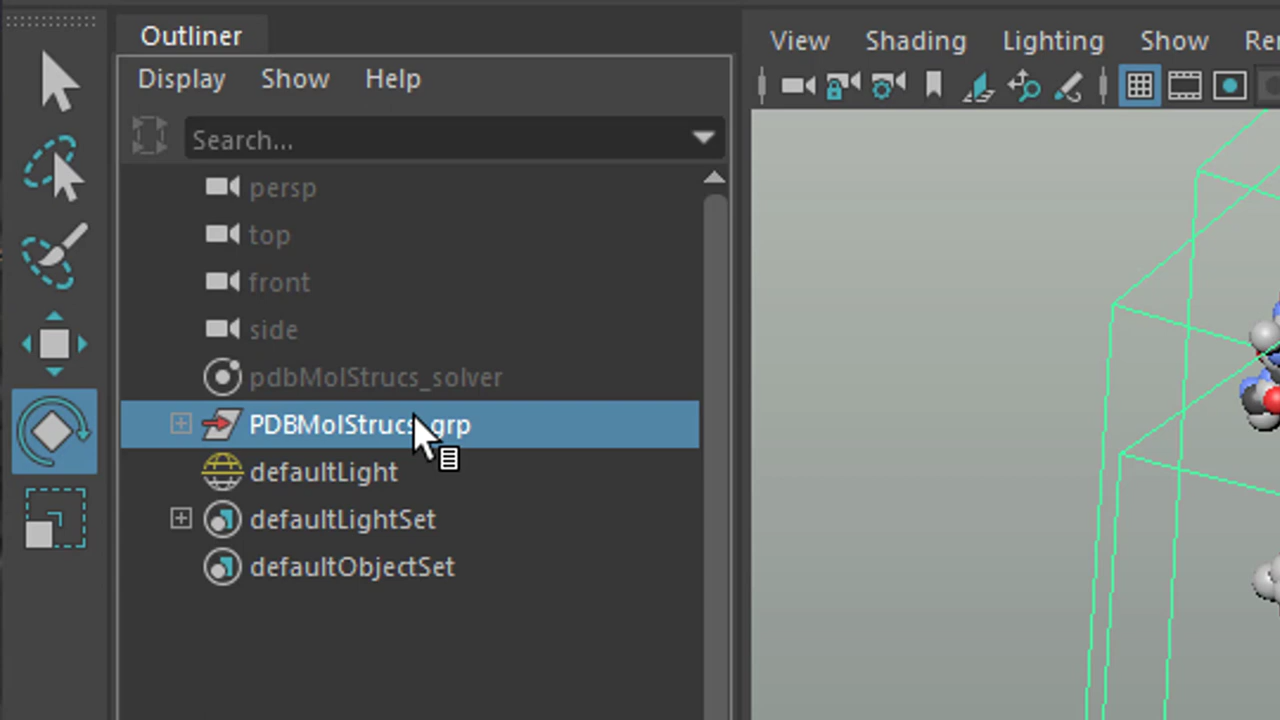 Outliner
Display Show Help
Search...
persp
top
front
side
pdbMolStrucs_solver
PDBMolStrucs_grp
defaultLight
defaultLightSet
defaultObjectSet
View Shading Lighting Show